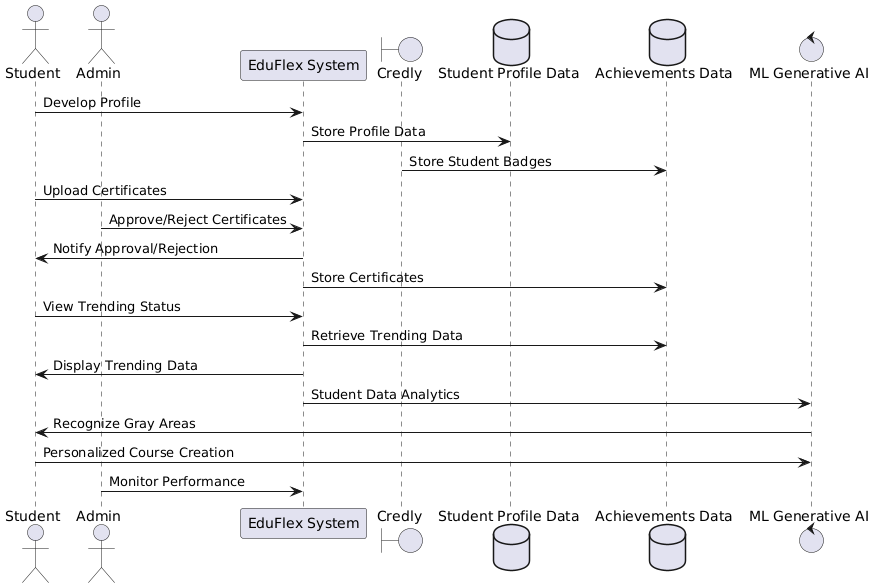 Student
Admin
EduFlex System
Credly
Student Profile Data
Achievements Data
ML Generative AI
Develop Profile
Store Profile Data
Store Student Badges
Upload Certificates
Approve/Reject Certificates
Notify Approval/Rejection
Store Certificates
View Trending Status
Retrieve Trending Data
Display Trending Data
Student Data Analytics
Recognize Gray Areas
Personalized Course Creation
Monitor Performance
Student
Admin
EduFlex System
Credly
Student Profile Data
Achievements Data
ML Generative AI